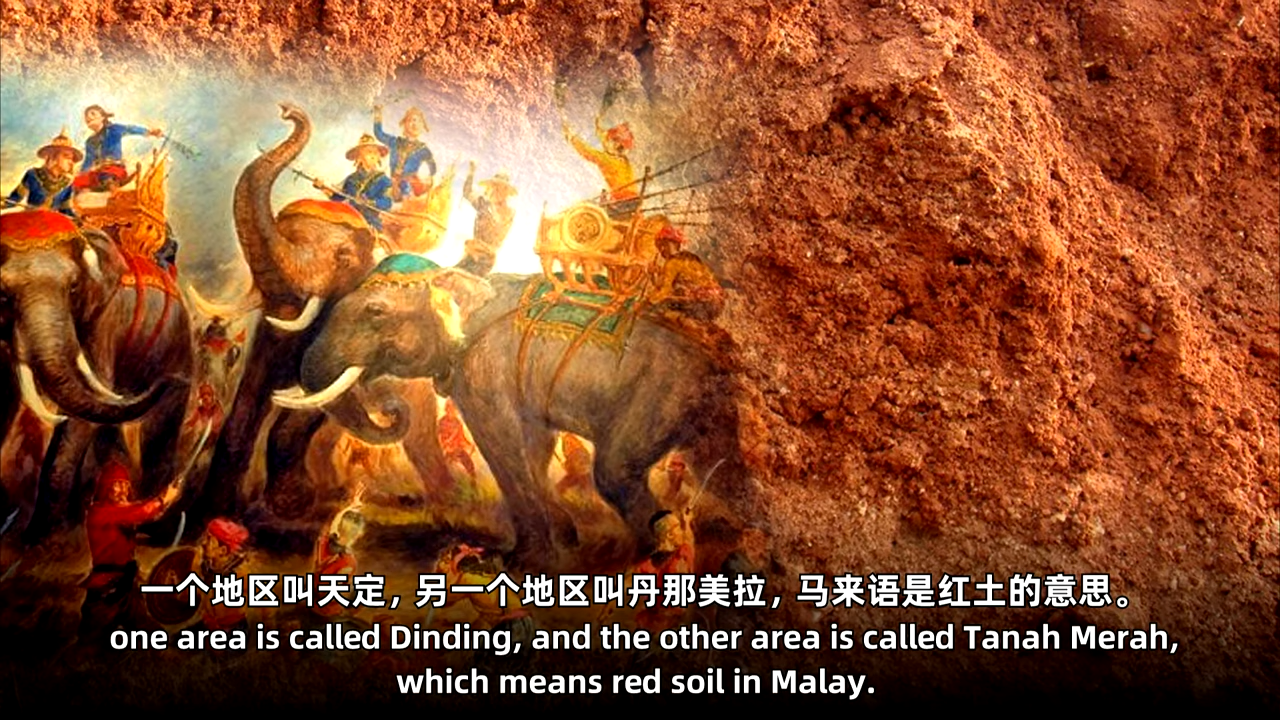 一个地区叫天定，另一个地区叫丹那美拉，马来语是红土的意思。
one area is called Dinding, and the other area is called Tanah Merah,
which means red soil in Malay.